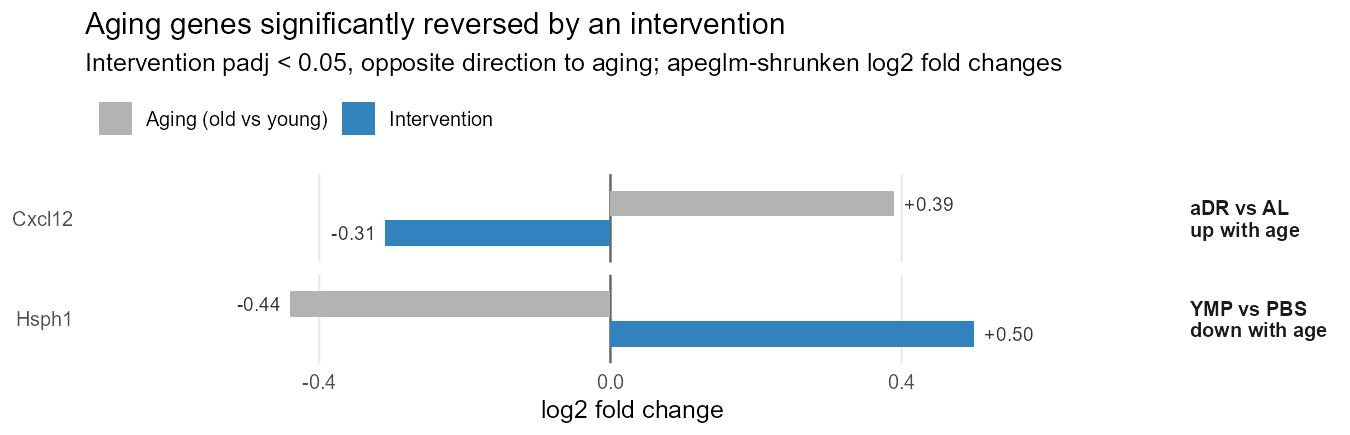 Aging genes significantly reversed by an intervention
Intervention padj < 0.05, opposite direction to aging; apeglm-shrunken log2 fold changes
Aging (old vs young)
Intervention
Cxcl12
+0.39
-0.31
aDR vs AL
up with age
Hsph1
-0.44
+0.50
YMP vs PBS
down with age
-0.4
0.0
0.4
log2 fold change